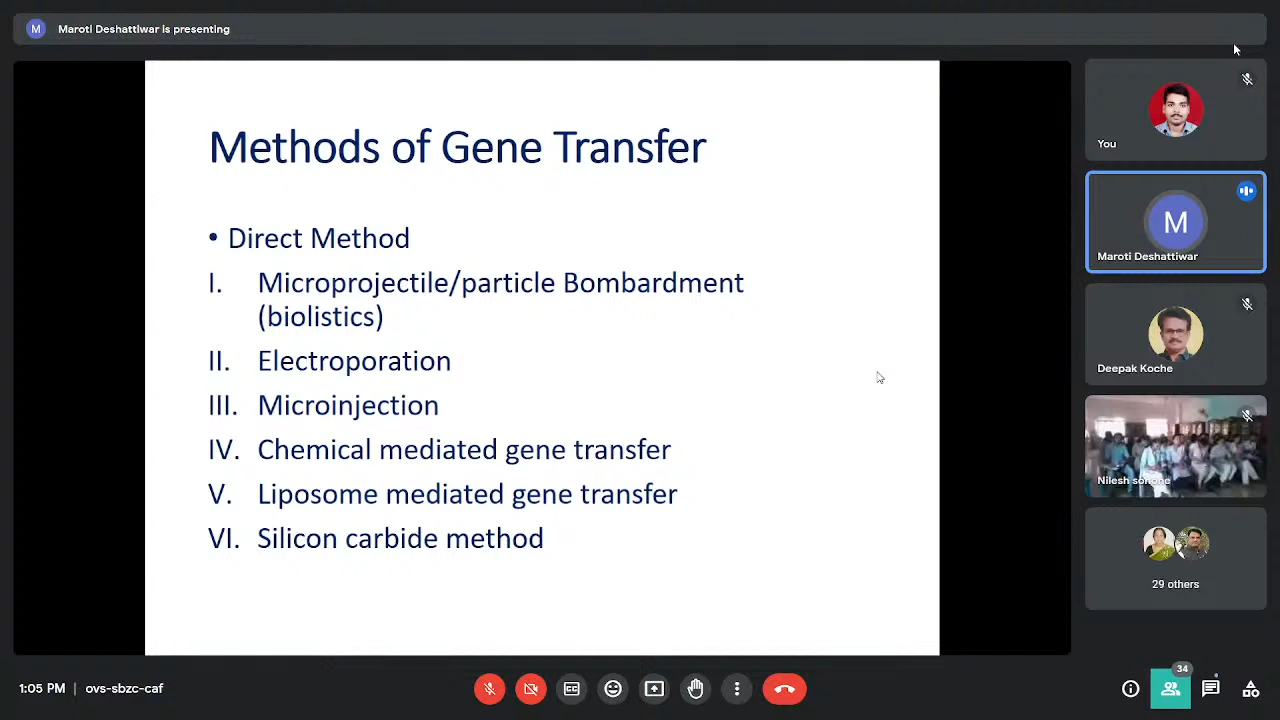 M Maroti Deshattiwar is presenting
Methods of Gene Transfer
• Direct Method
I. Microprojectile/particle Bombardment
(biolistics)
II. Electroporation
III. Microinjection
IV. Chemical mediated gene transfer
V. Liposome mediated gene transfer
VI. Silicon carbide method
You
M
Maroti Deshattiwar
Deepak Koche
Nilesh
29 others
1:05 PM | ovs-sbzc-caf
34